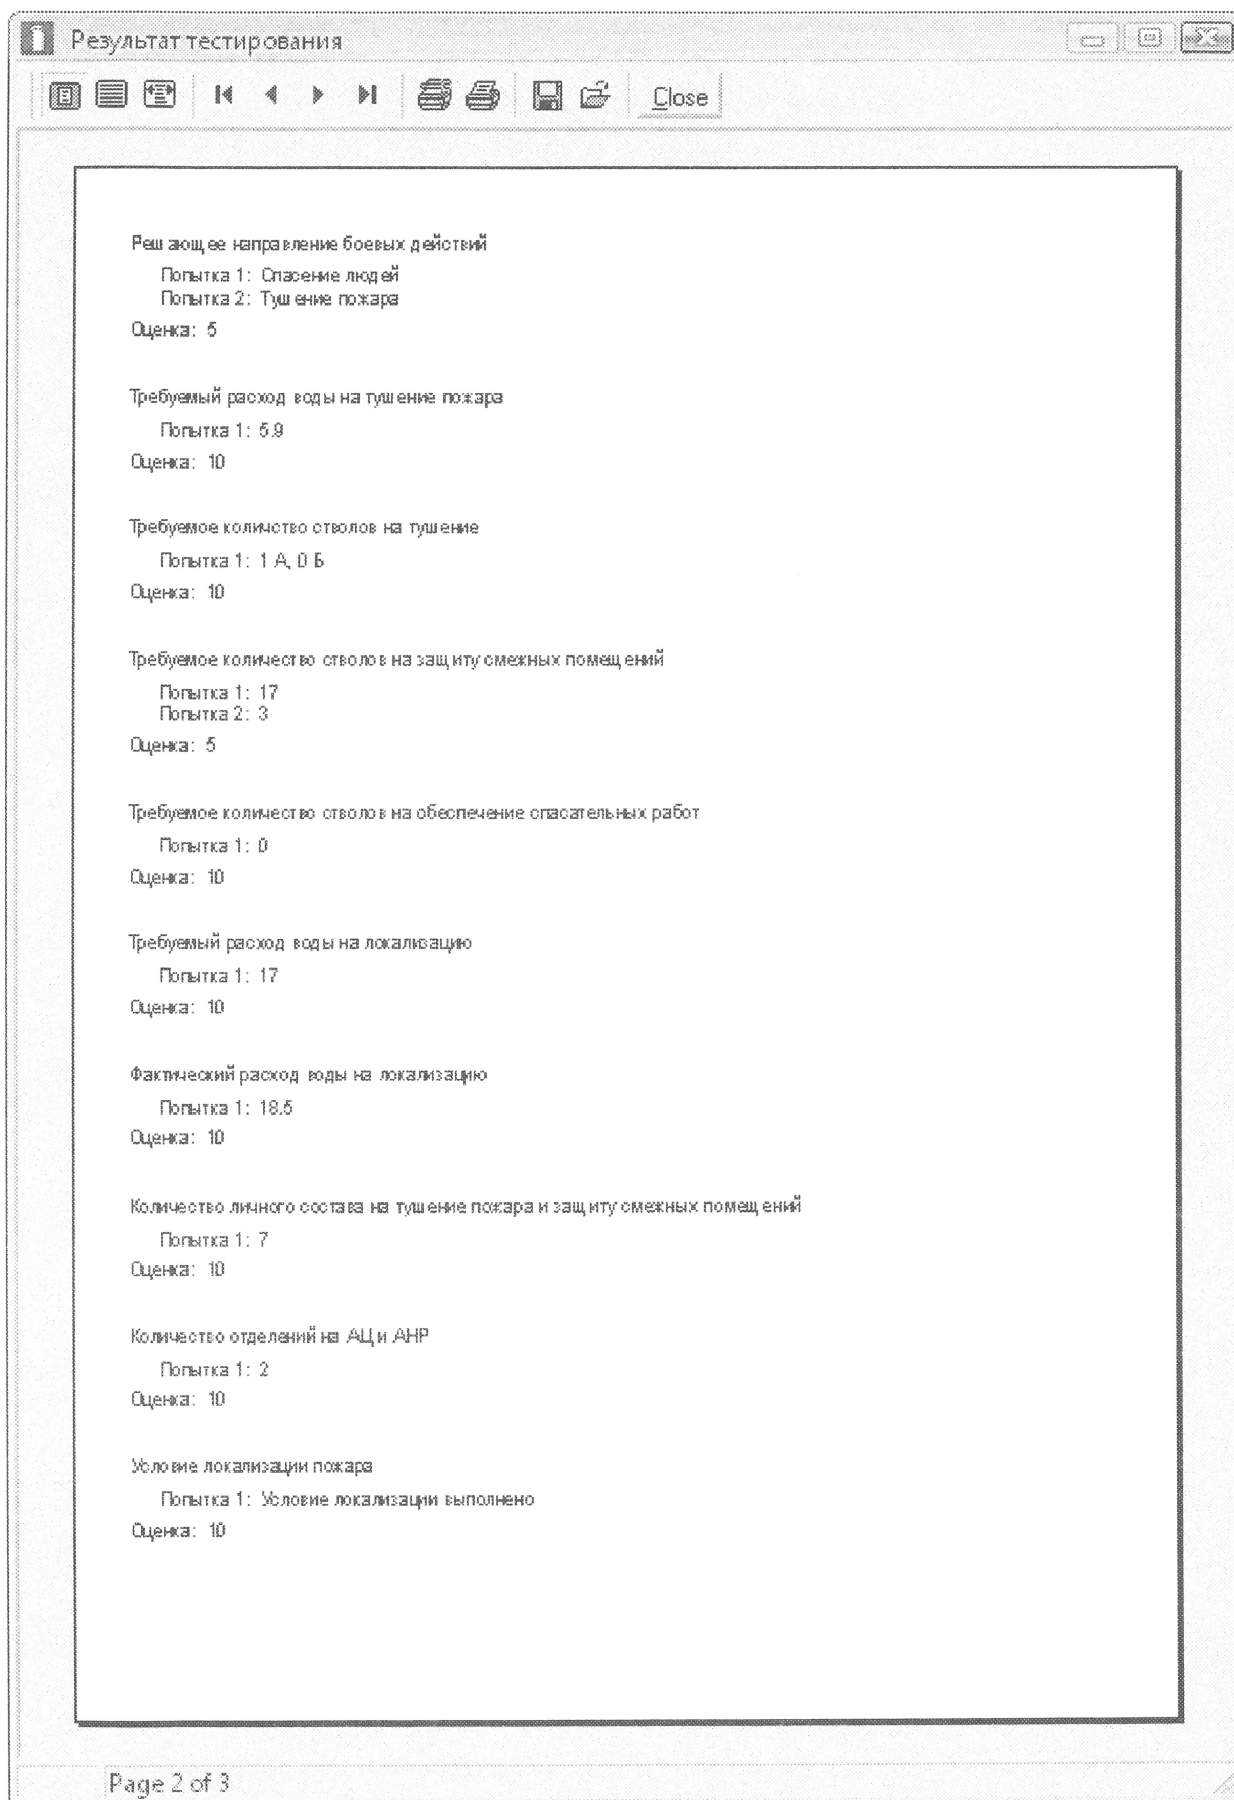 Результат тестирования
Close
Решающее направление боевых действий
Попытка 1: Спасение людей
Попытка 2: Тушение пожара
Оценка: 5
Требуемый расход воды на тушение пожара
Попытка 1: 5.9
Оценка: 10
Требуемое количство стволов на тушение
Попытка 1: 1 А, 0 Б
Оценка: 10
Требуемое количество стволов на защиту смежных помещений
Попытка 1: 17
Попытка 2: 3
Оценка: 5
Требуемое количество стволов на обеспечение спасательных работ
Попытка 1: 0
Оценка: 10
Требуемый расход воды на локализацию
Попытка 1: 17
Оценка: 10
Фактический расход воды на локализацию
Попытка 1: 18.5
Оценка: 10
Количество личного состава на тушение пожара и защиту смежных помещений
Попытка 1: 7
Оценка: 10
Количество отделений на АЦ и АНР
Попытка 1: 2
Оценка: 10
Условие локализации пожара
Попытка 1: Условие локализации выполнено
Оценка: 10
Page 2 of 3